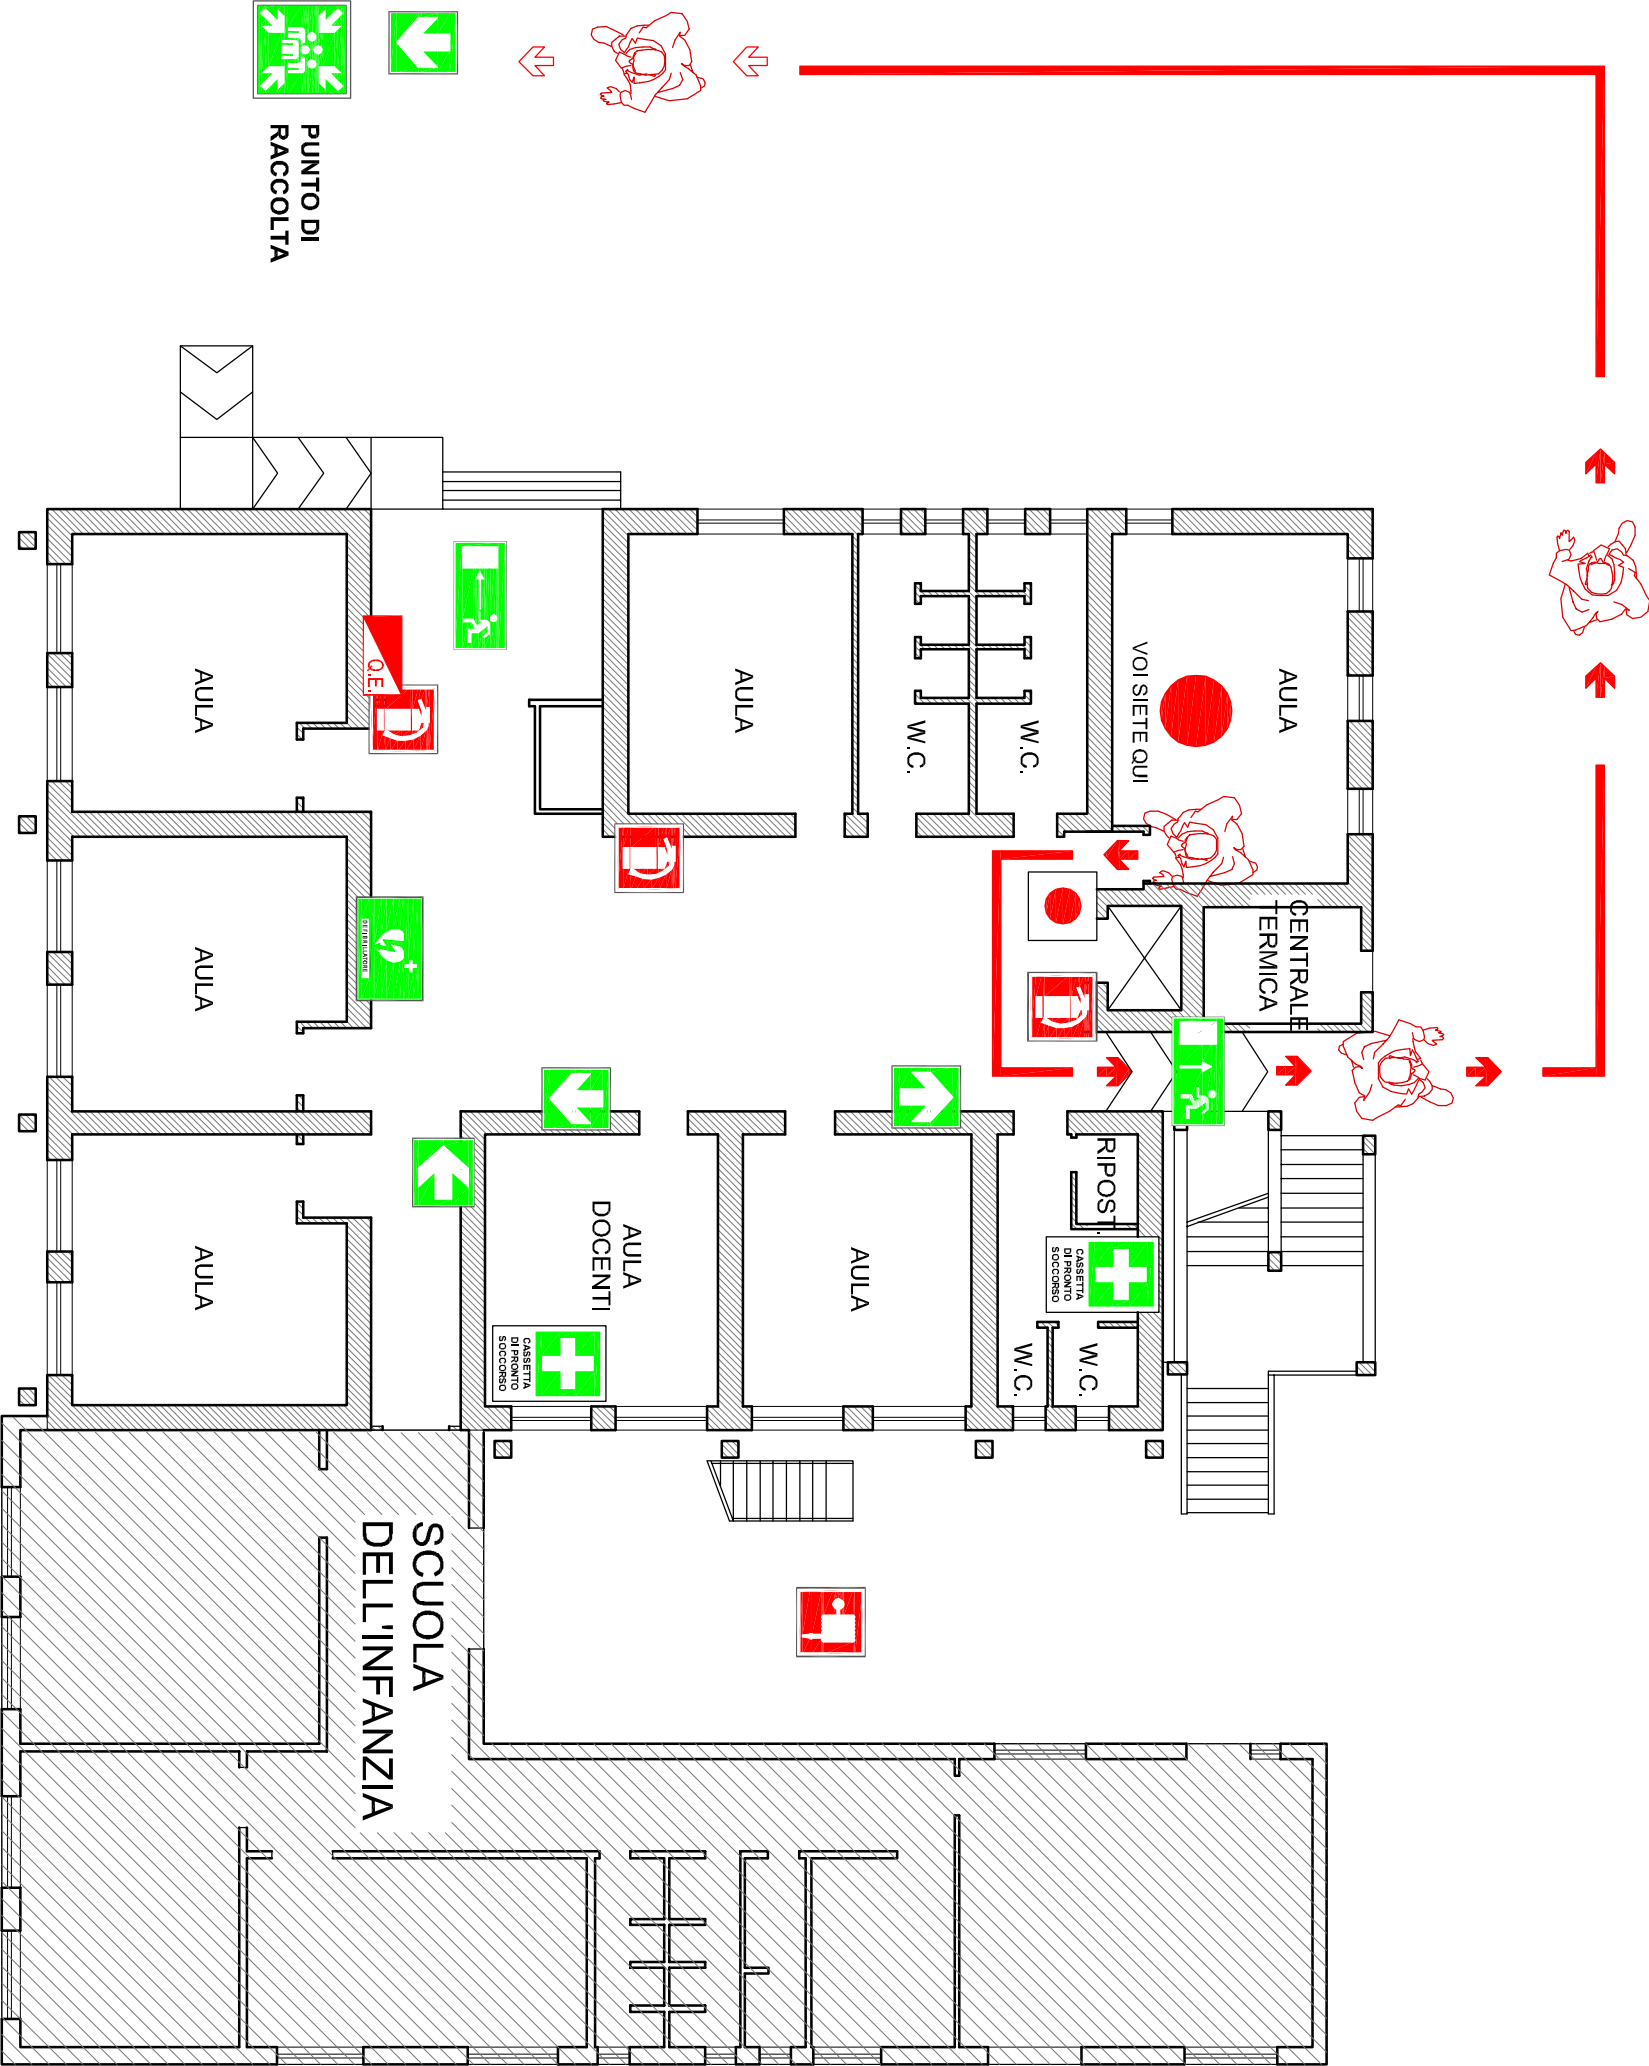 PUNTO DI
RACCOLTA
AULA
Q.E.
AULA
W.C.
W.C.
VOI SIETE QUI
AULA
AULA
DEFIBRILLATORE
CENTRALE
TERMICA
AULA
AULA
DOCENTI
CASSETTA
DI PRONTO
SOCCORSO
AULA
RIPOST.
CASSETTA
DI PRONTO
SOCCORSO
W.C.
W.C.
SCUOLA
DELL'INFANZIA